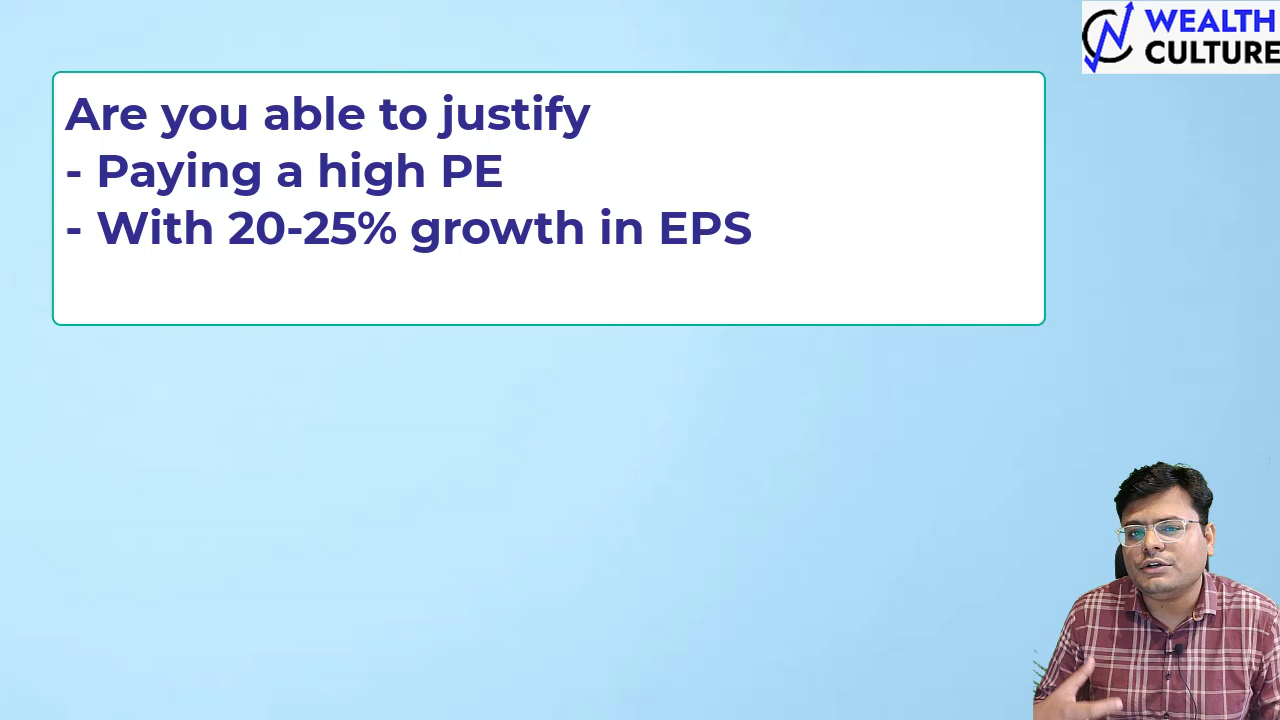 WEALTH
CULTURE
Are you able to justify
- Paying a high PE
- With 20-25% growth in EPS